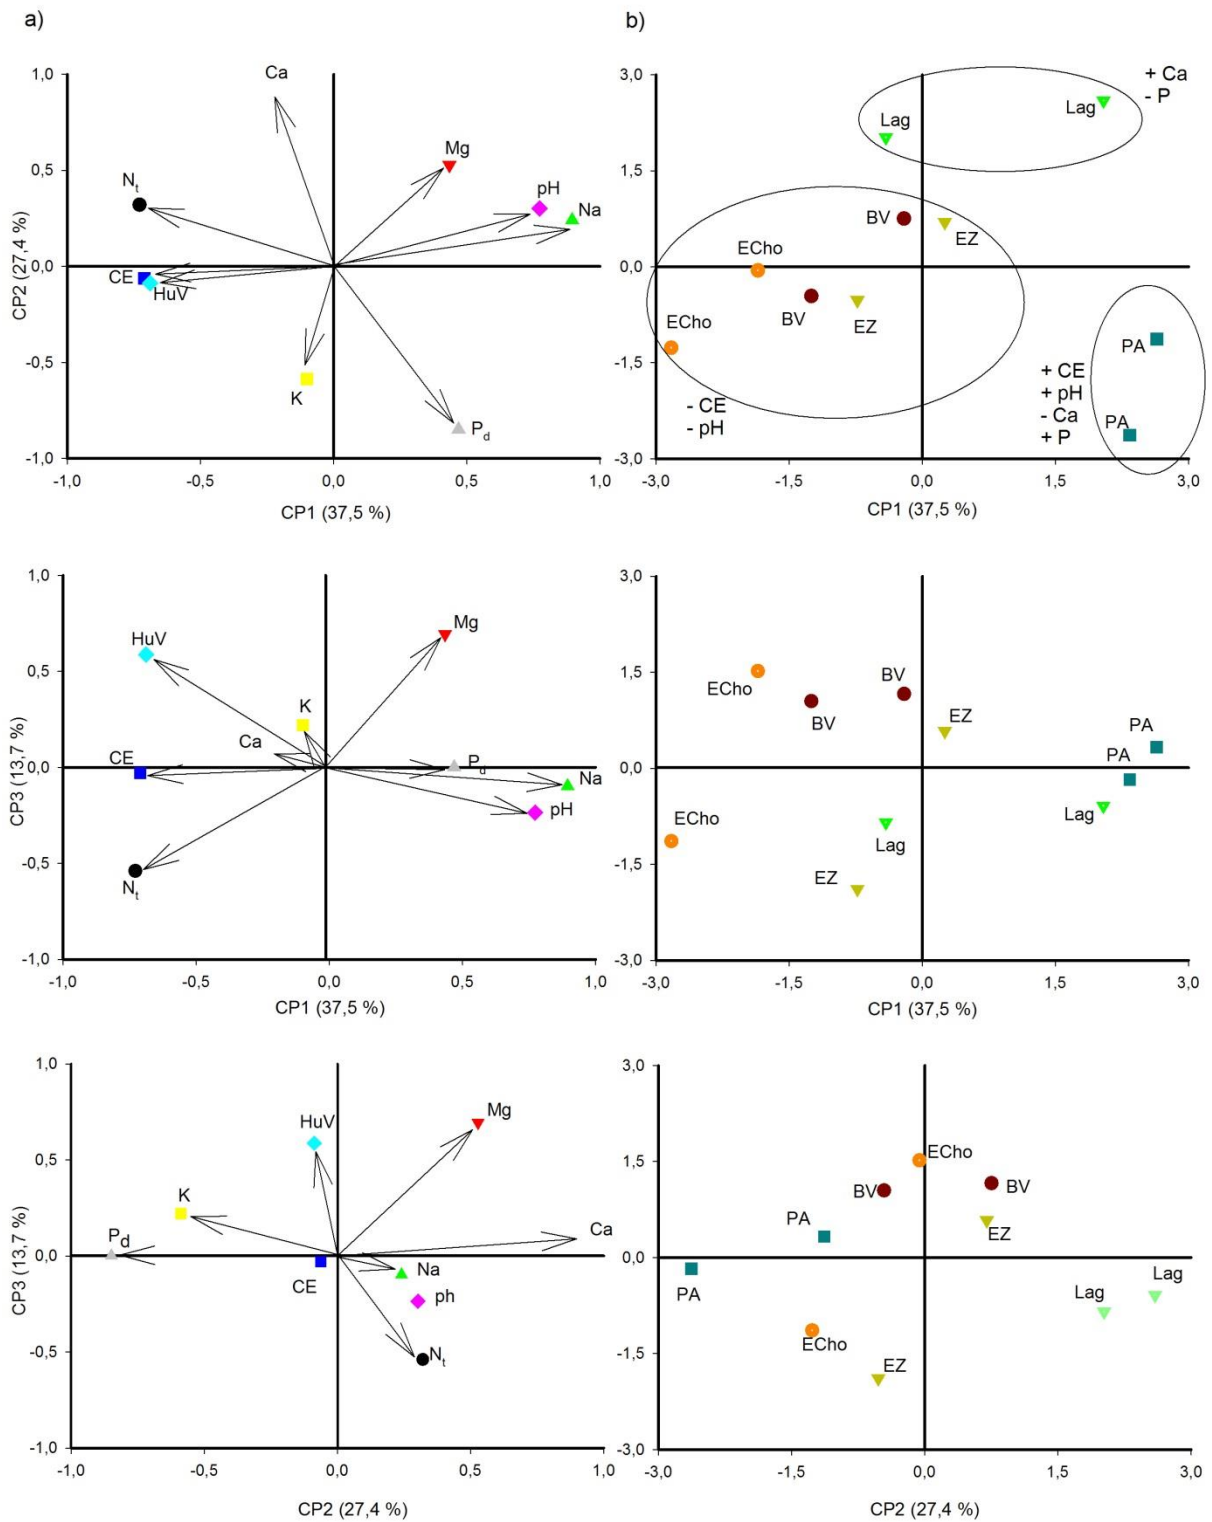 a)
b)
1,0
0,5
0,0
-0,5
-1,0
CP2 (27,4 %)
Ca
Mg
pH
Na
Nt
CE
HuV
K
Pd
-1,0
-0,5
0,0
0,5
1,0
CP1 (37,5 %)
3,0
1,5
0,0
-1,5
-3,0
+ Ca
- P
Lag
Lag
BV
EZ
ECho
ECho
BV
EZ
PA
PA
- CE
- pH
+ CE
+ pH
- Ca
+ P
-3,0
-1,5
0,0
1,5
3,0
CP1 (37,5 %)
1,0
0,5
0,0
-0,5
-1,0
CP3 (13,7 %)
HuV
Mg
K
Ca
CE
Pd
Na
pH
Nt
-1,0
-0,5
0,0
0,5
1,0
CP1 (37,5 %)
3,0
1,5
0,0
-1,5
-3,0
ECho
BV
BV
EZ
PA
PA
ECho
Lag
Lag
EZ
-3,0
-1,5
0,0
1,5
3,0
CP1 (37,5 %)
1,0
0,5
0,0
-0,5
-1,0
CP3 (13,7 %)
HuV
Mg
K
Pd
Ca
CE
Na
ph
Nt
-1,0
-0,5
0,0
0,5
1,0
CP2 (27,4 %)
3,0
1,5
0,0
-1,5
-3,0
ECho
BV
BV
PA
EZ
PA
Lag
Lag
ECho
EZ
-3,0
-1,5
0,0
1,5
3,0
CP2 (27,4 %)